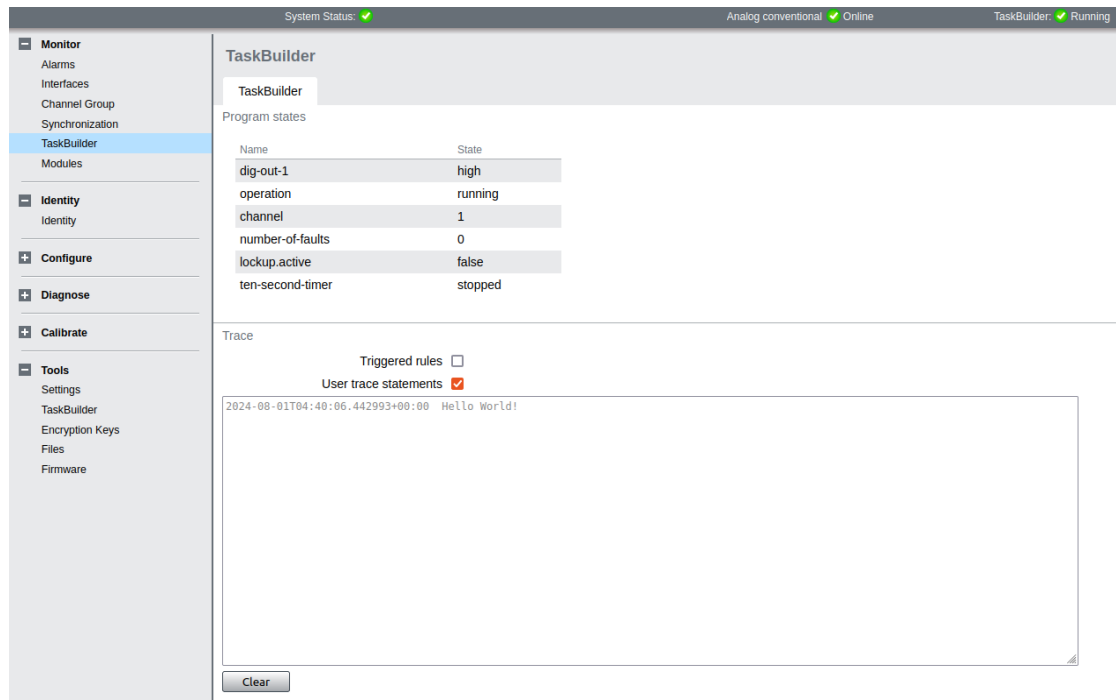 System Status: Analog conventional Online TaskBuilder: Running
Monitor
Alarms
Interfaces
Channel Group
Synchronization
TaskBuilder
Modules
Identity
Identity
Configure
Diagnose
Calibrate
Tools
Settings
TaskBuilder
Encryption Keys
Files
Firmware
TaskBuilder
TaskBuilder
Program states
Name State
dig-out-1 high
operation running
channel 1
number-of-faults 0
lockup.active false
ten-second-timer stopped
Trace
Triggered rules
User trace statements
2024-08-01T04:40:06.442993+00:00 Hello World!
Clear